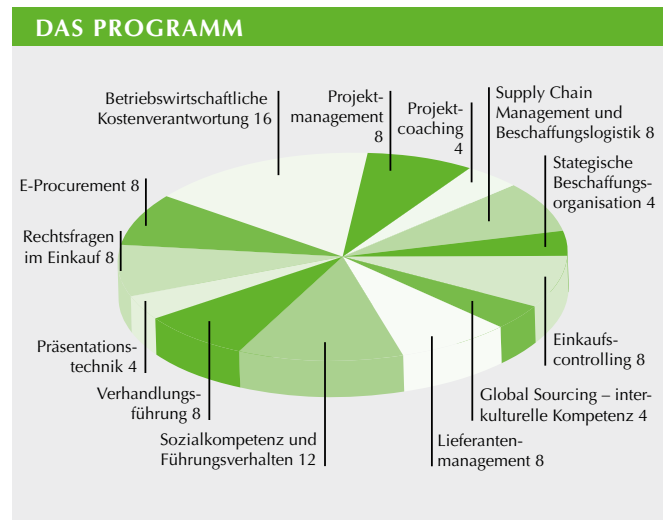 DAS PROGRAMM
Betriebswirtschaftliche
Kostenverantwortung 16
Projekt-
management
8
Projekt-
coaching
4
Supply Chain
Management und
Beschaffungslogistik 8
Stategische
Beschaffungs-
organisation 4
E-Procurement 8
Rechtsfragen
im Einkauf 8
Präsentations-
technik 4
Verhandlungs-
führung 8
Sozialkompetenz und
Führungsverhalten 12
Lieferanten-
management 8
Global Sourcing – inter-
kulturelle Kompetenz 4
Einkaufs-
controlling 8